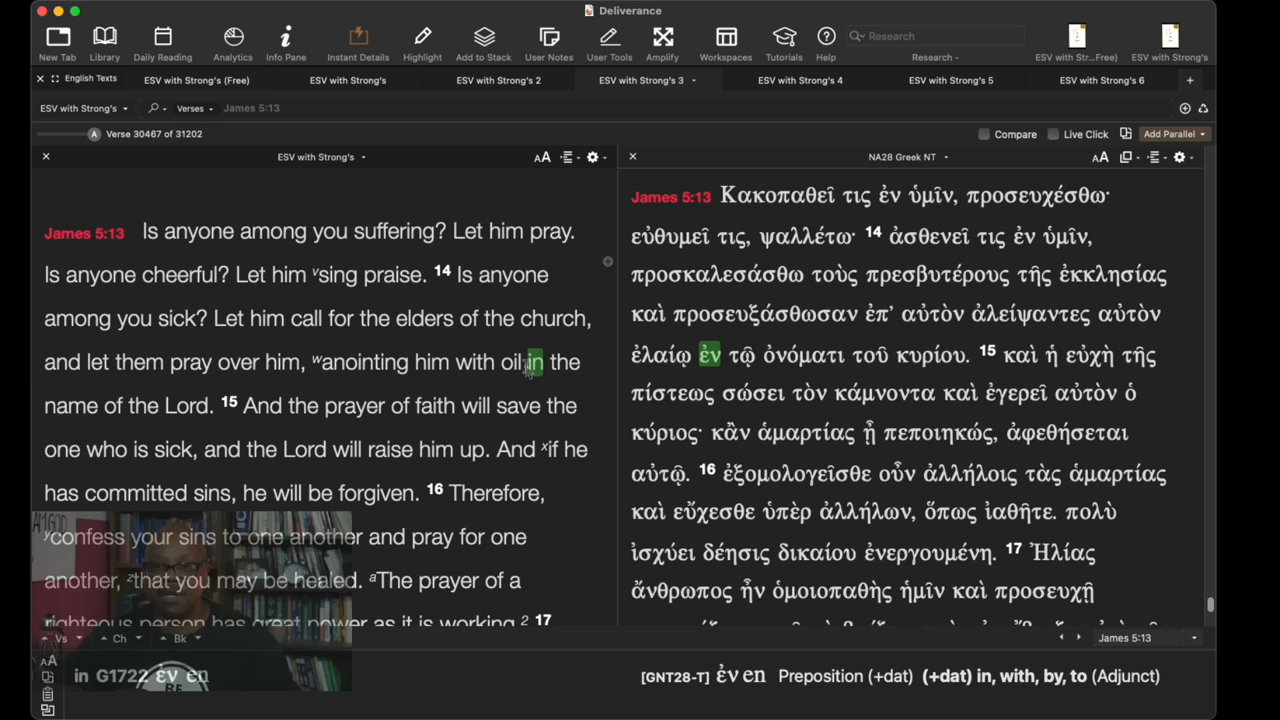 Deliverance
New Tab Library Daily Reading Analytics Info Pane Instant Details Highlight Add to Stack User Notes User Tools Amplify Workspaces Tutorials Help Research Research ESV with Str...Free) ESV with Strong's
English Texts ESV with Strong's (Free) ESV with Strong's ESV with Strong's 2 ESV with Strong's 3 ESV with Strong's 4 ESV with Strong's 5 ESV with Strong's 6
ESV with Strong's Verses James 5:13
A Verse 30467 of 31202 Compare Live Click Add Parallel
ESV with Strong's
James 5:13 Is anyone among you suffering? Let him pray.
Is anyone cheerful? Let him ᵛsing praise. 14 Is anyone
among you sick? Let him call for the elders of the church,
and let them pray over him, ʷanointing him with oil in the
name of the Lord. 15 And the prayer of faith will save the
one who is sick, and the Lord will raise him up. And ˣif he
has committed sins, he will be forgiven. 16 Therefore,
ʸconfess your sins to one another and pray for one
another, ᶻthat you may be healed. ᵃThe prayer of a
righteous person has great power as it is working.² 17
NA28 Greek NT
James 5:13 Κακοπαθεῖ τις ἐν ὑμῖν, προσευχέσθω·
εὐθυμεῖ τις, ψαλλέτω· 14 ἀσθενεῖ τις ἐν ὑμῖν,
προσκαλεσάσθω τοὺς πρεσβυτέρους τῆς ἐκκλησίας
καὶ προσευξάσθωσαν ἐπ’ αὐτὸν ἀλείψαντες αὐτὸν
ἐλαίῳ ἐν τῷ ὀνόματι τοῦ κυρίου. 15 καὶ ἡ εὐχὴ τῆς
πίστεως σώσει τὸν κάμνοντα καὶ ἐγερεῖ αὐτὸν ὁ
κύριος· κἂν ἁμαρτίας ᾖ πεποιηκώς, ἀφεθήσεται
αὐτῷ. 16 ἐξομολογεῖσθε οὖν ἀλλήλοις τὰς ἁμαρτίας
καὶ εὔχεσθε ὑπὲρ ἀλλήλων, ὅπως ἰαθῆτε. πολὺ
ἰσχύει δέησις δικαίου ἐνεργουμένη. 17 Ἠλίας
ἄνθρωπος ἦν ὁμοιοπαθὴς ἡμῖν καὶ προσευχῇ
Vs Ch Bk James 5:13
in G1722 ἐν en
[GNT28-T] ἐν en Preposition (+dat) (+dat) in, with, by, to (Adjunct)